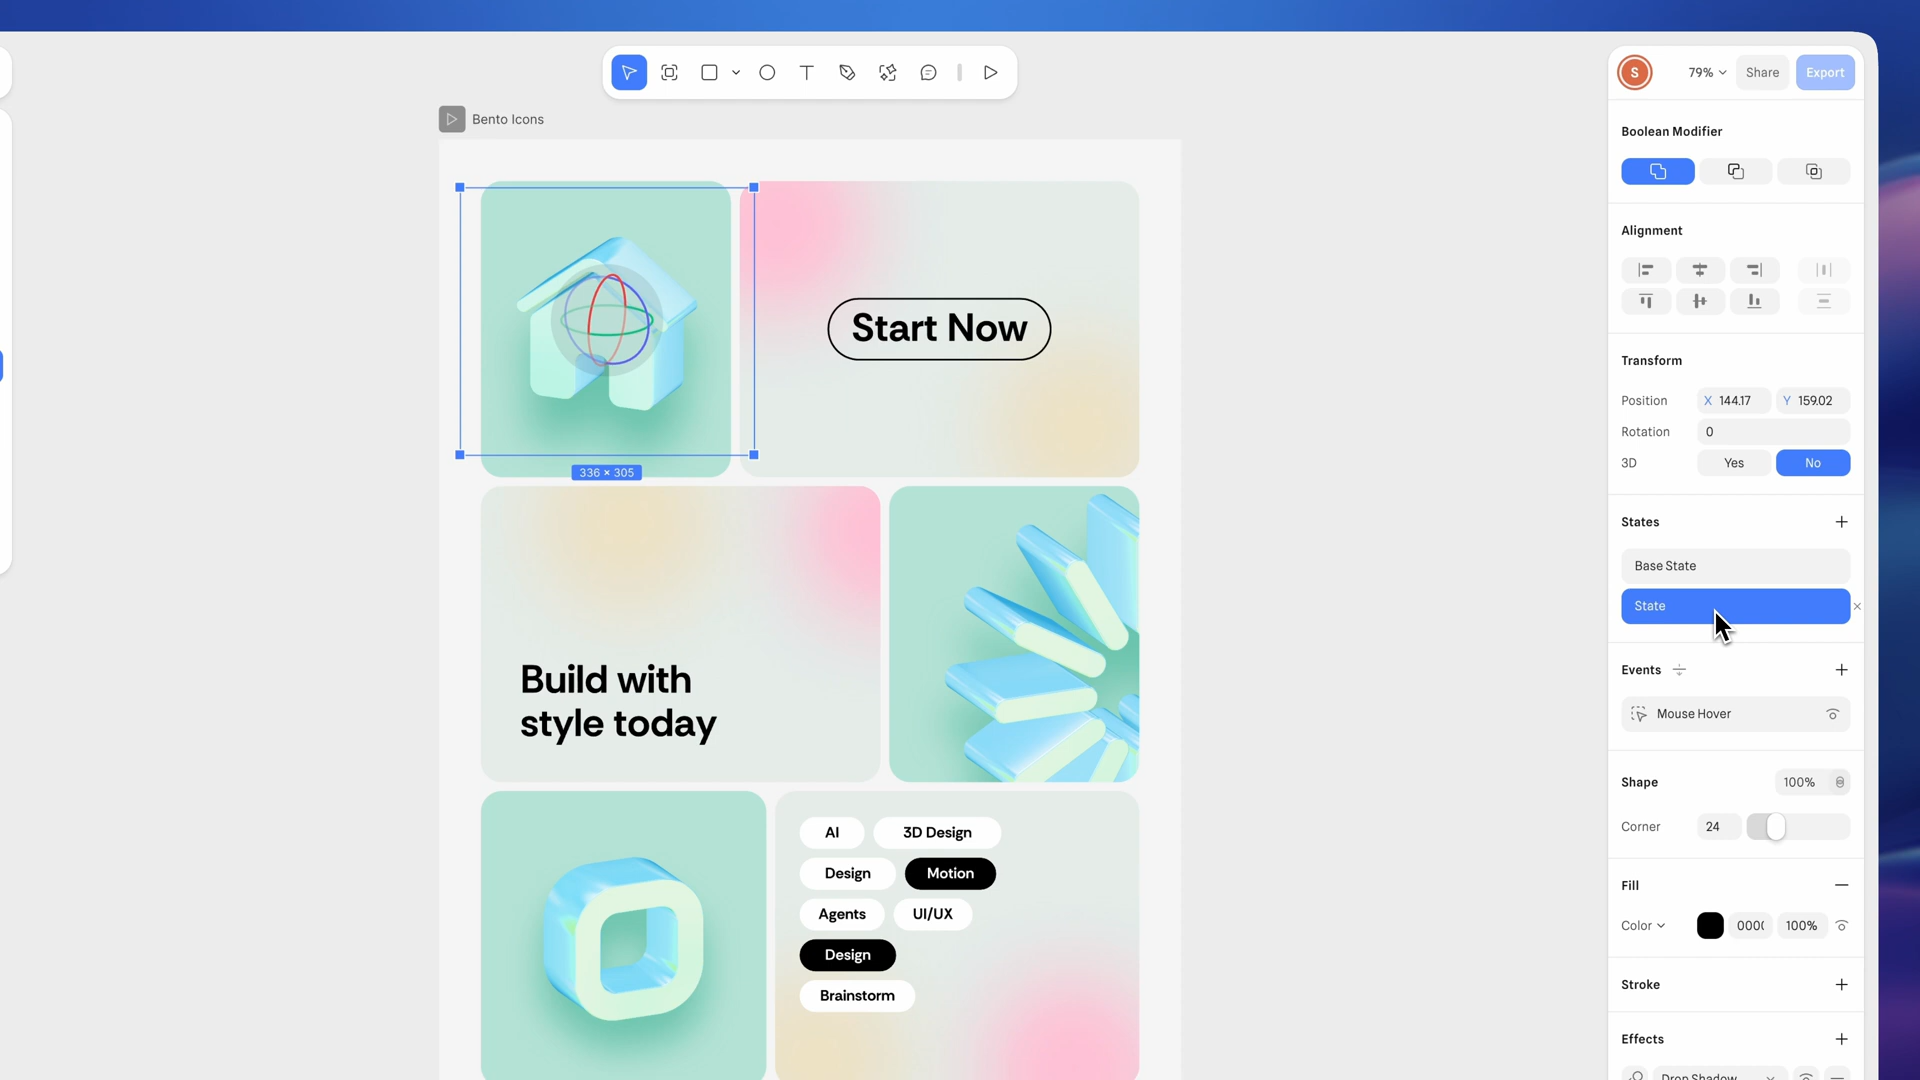 S
79%
Share
Export
Bento Icons
Boolean Modifier
Alignment
Start Now
Transform
Position
X 144.17
Y 159.02
Rotation
0
3D
Yes
No
336 × 305
States
Base State
State
Events
Mouse Hover
Build with
style today
Shape
100%
Corner
24
AI
3D Design
Design
Motion
Agents
UI/UX
Design
Brainstorm
Fill
Color
100%
Stroke
Effects
Drop Shadow